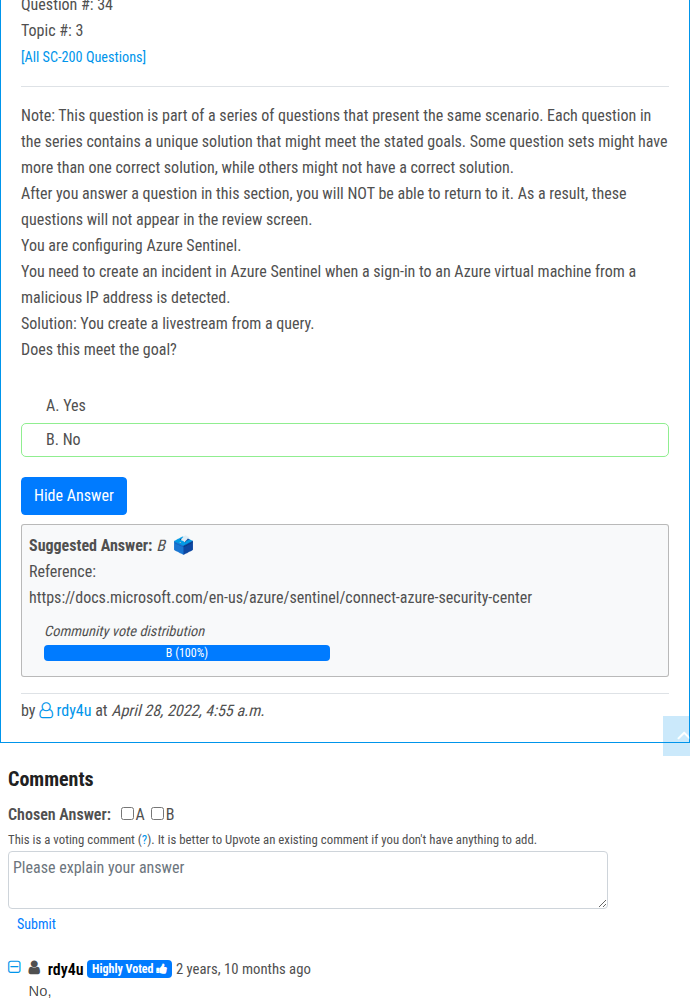 Question #: 34
Topic #: 3
[All SC-200 Questions]
Note: This question is part of a series of questions that present the same scenario. Each question in
the series contains a unique solution that might meet the stated goals. Some question sets might have
more than one correct solution, while others might not have a correct solution.
After you answer a question in this section, you will NOT be able to return to it. As a result, these
questions will not appear in the review screen.
You are configuring Azure Sentinel.
You need to create an incident in Azure Sentinel when a sign-in to an Azure virtual machine from a
malicious IP address is detected.
Solution: You create a livestream from a query.
Does this meet the goal?
A. Yes
B. No
Hide Answer
Suggested Answer: B
Reference:
https://docs.microsoft.com/en-us/azure/sentinel/connect-azure-security-center
Community vote distribution
B (100%)
by rdy4u at April 28, 2022, 4:55 a.m.
Comments
Chosen Answer: A B
This is a voting comment (?). It is better to Upvote an existing comment if you don't have anything to add.
Please explain your answer
Submit
rdy4u Highly Voted 2 years, 10 months ago
No,